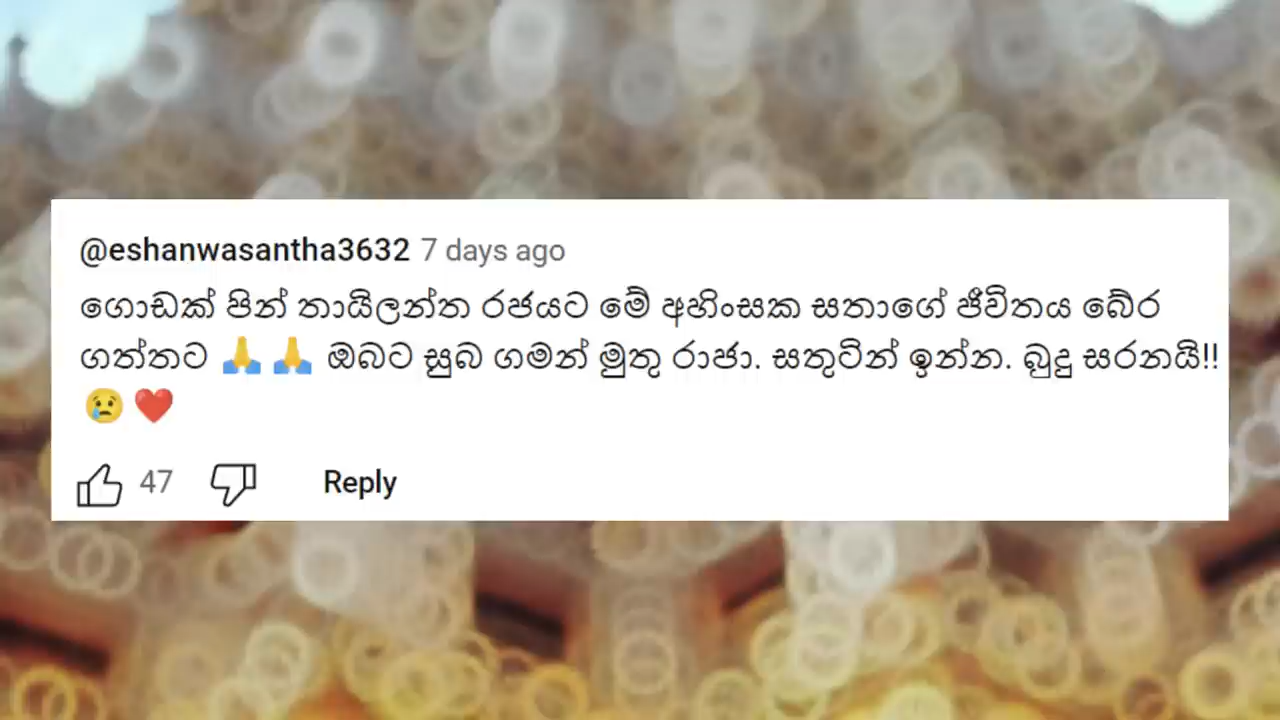 @eshanwasantha3632 7 days ago
ගොඩක් පින් තායිලන්ත රජයට මේ අහිංසක සතාගේ ජීවිතය බේර
ගත්තට 🙏 🙏 ඔබට සුබ ගමන් මුතු රාජා. සතුටින් ඉන්න. බුදු සරනයි!!
😢 ❤️
47 Reply